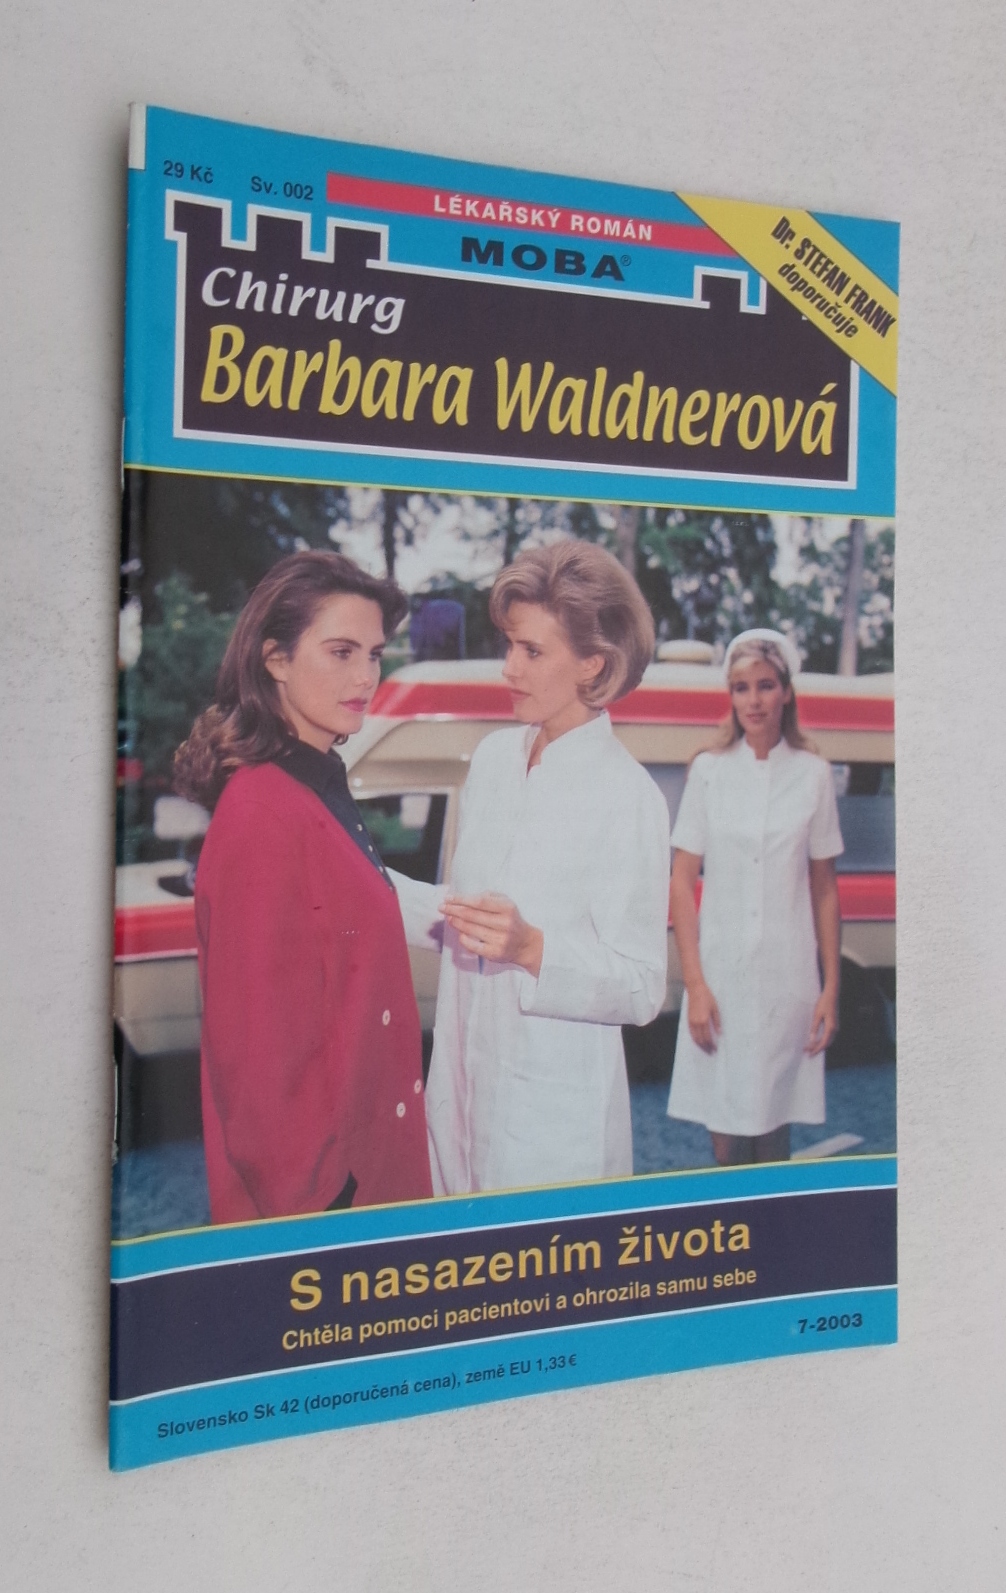 29 Kč Sv. 002
LÉKAŘSKÝ ROMÁN
MOBA®
Dr. STEFAN FRANK
doporučuje
Chirurg
Barbara Waldnerová
S nasazením života
Chtěla pomoci pacientovi a ohrozila samu sebe
7-2003
Slovensko Sk 42 (doporučená cena), země EU 1,33 €